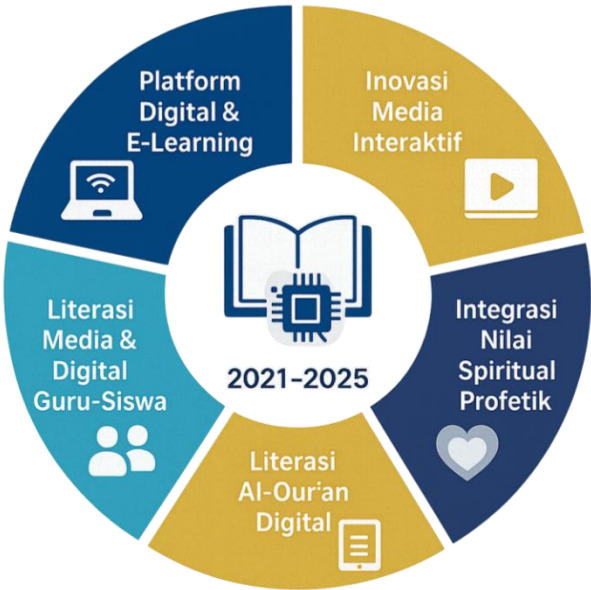 Platform
Digital &
E-Learning
Inovasi
Media
Interaktif
Integrasi
Nilai
Spiritual
Profetik
Literasi
Al-Our'an
Digital
Literasi
Media &
Digital
Guru-Siswa
2021–2025